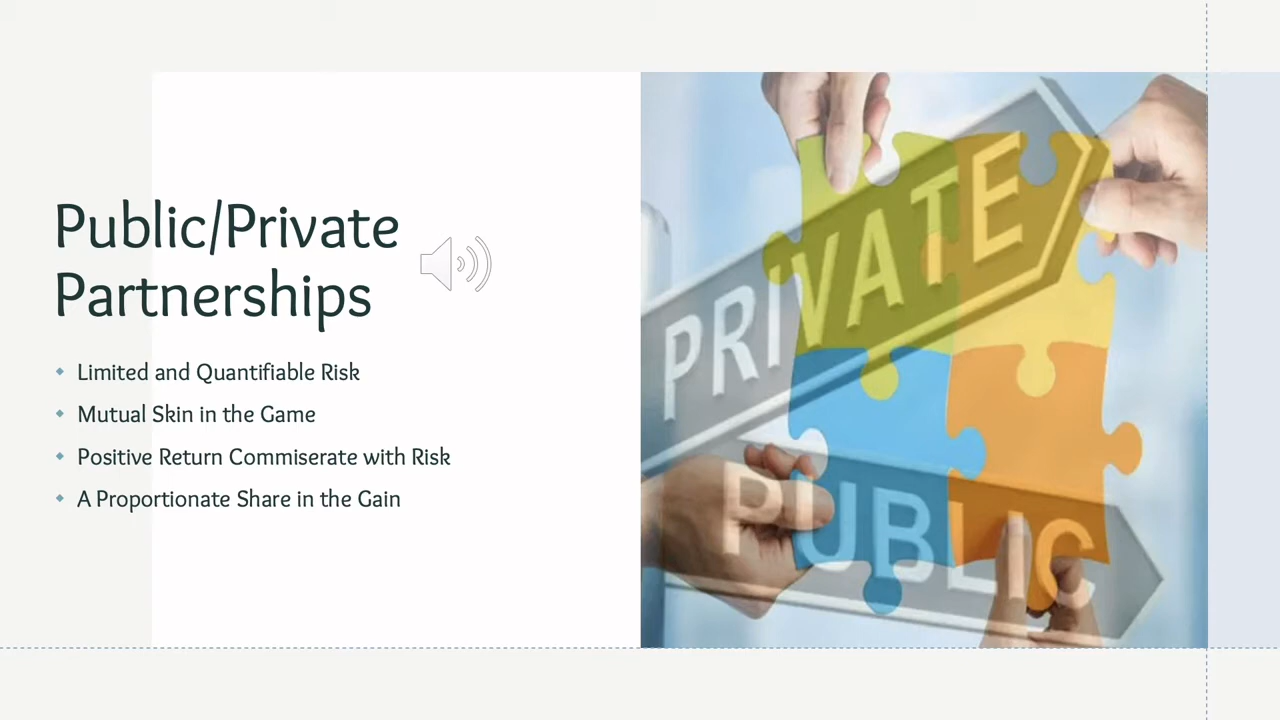 Public/Private
Partnerships
Limited and Quantifiable Risk
Mutual Skin in the Game
Positive Return Commiserate with Risk
A Proportionate Share in the Gain
PRIVATE
PUBLIC